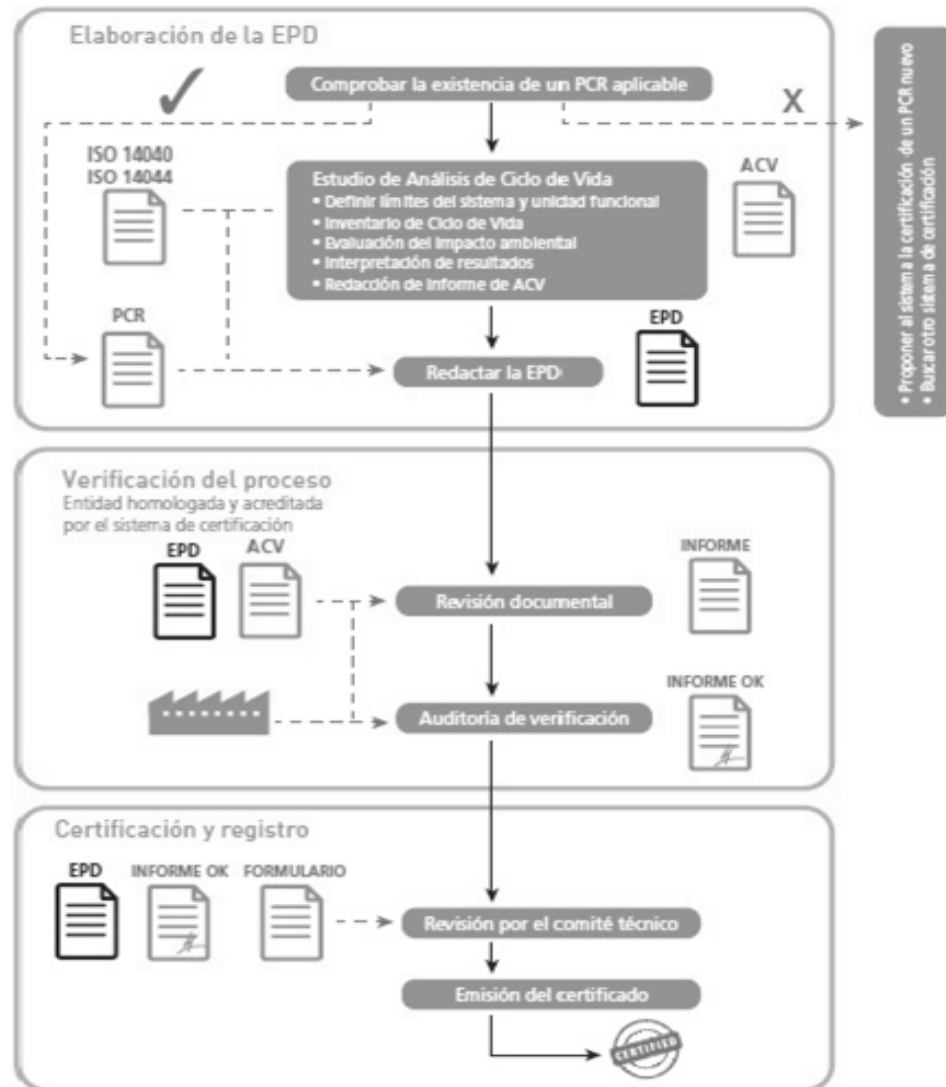 Elaboración de la EPD
Comprobar la existencia de un PCR aplicable
X
• Proponer al sistema la certificación de un PCR nuevo
• Buscar otro sistema de certificación
ISO 14040
ISO 14044
Estudio de Análisis de Ciclo de Vida
• Definir límites del sistema y unidad funcional
• Inventario de Ciclo de Vida
• Evaluación del impacto ambiental
• Interpretación de resultados
• Redacción de informe de ACV
ACV
PCR
Redactar la EPD
EPD
Verificación del proceso
Entidad homologada y acreditada
por el sistema de certificación
EPD
ACV
Revisión documental
INFORME
Auditoría de verificación
INFORME OK
Certificación y registro
EPD
INFORME OK
FORMULARIO
Revisión por el comité técnico
Emisión del certificado
CERTIFIED